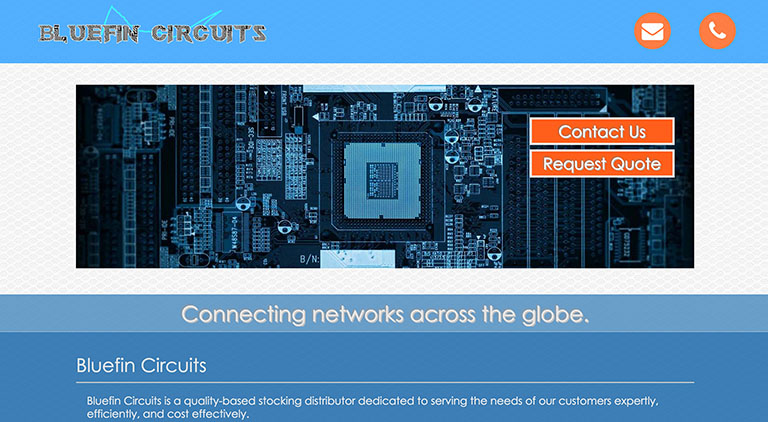 BLUEFIN CIRCUITS
Contact Us
Request Quote
B/N:
Connecting networks across the globe.
Bluefin Circuits
Bluefin Circuits is a quality-based stocking distributor dedicated to serving the needs of our customers expertly,
efficiently, and cost effectively.